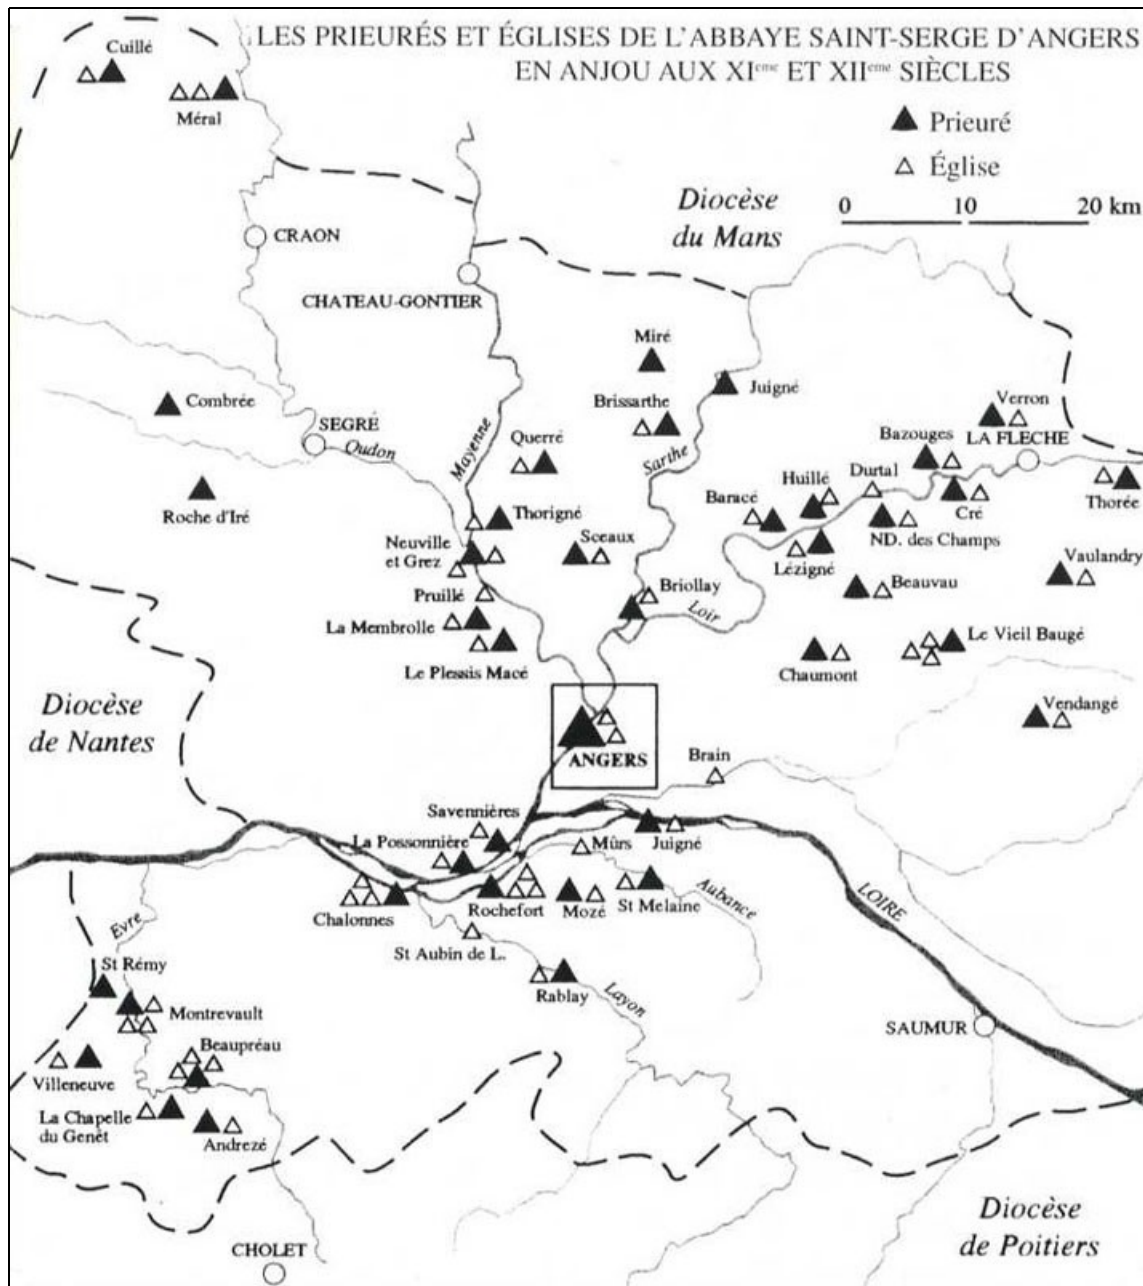 LES PRIEURÉS ET ÉGLISES DE L'ABBAYE SAINT-SERGE D'ANGERS
EN ANJOU AUX XIeme ET XIIeme SIÈCLES
Prieuré
Église
0 10 20 km
Cuillé
Méral
Diocèse
du Mans
CRAON
CHATEAU-GONTIER
Miré
Juigné
Combrée
Brissarthe
Verron
SEGRÉ
Oudon
Mayenne
Querré
Sarthe
Bazouges
LA FLECHE
Roche d'Iré
Huillé
Durtal
Baracé
Cré
Thorée
Thorigné
ND. des Champs
Neuville
et Grez
Sceaux
Lézigné
Vaulandry
Pruillé
Briollay
Beauvau
Loir
La Membrolle
Le Vieil Baugé
Le Plessis Macé
Chaumont
Diocèse
de Nantes
Vendangé
ANGERS
Brain
Savennières
La Possonnière
Mûrs
Juigné
Chalonnes
Rochefort
Mozé
St Melaine
Aubance
LOIRE
Evre
St Aubin de L.
St Rémy
Rablay
Layon
Montrevault
SAUMUR
Beaupréau
Villeneuve
La Chapelle
du Genêt
Andrezé
Diocèse
de Poitiers
CHOLET